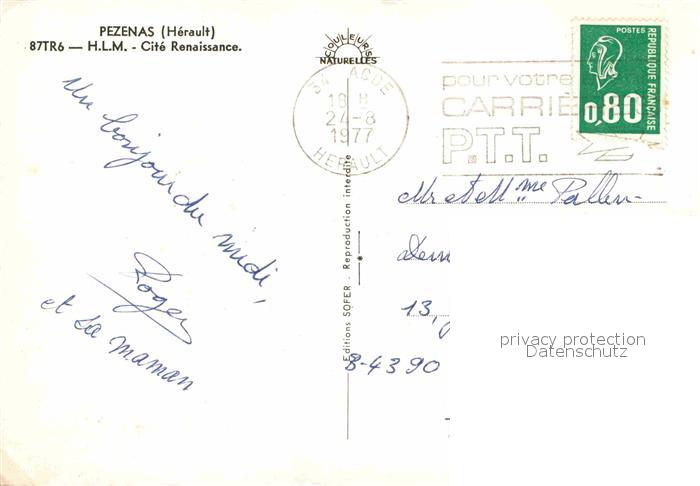 PEZENAS (Hérault)
87TR6 — H.L.M. - Cité Renaissance.
COULEURS
NATURELLES
34 AGDE
18 H
24-8
1977
HERAULT
pour votre
CARRIÈ
P.T.T.
POSTES
REPUBLIQUE FRANÇAISE
0,80
Un bonjour du midi,
Roger
et sa maman
Editions SOFER. Reproduction interdite
Mr et Mme
13,
B-4390
privacy protection
Datenschutz